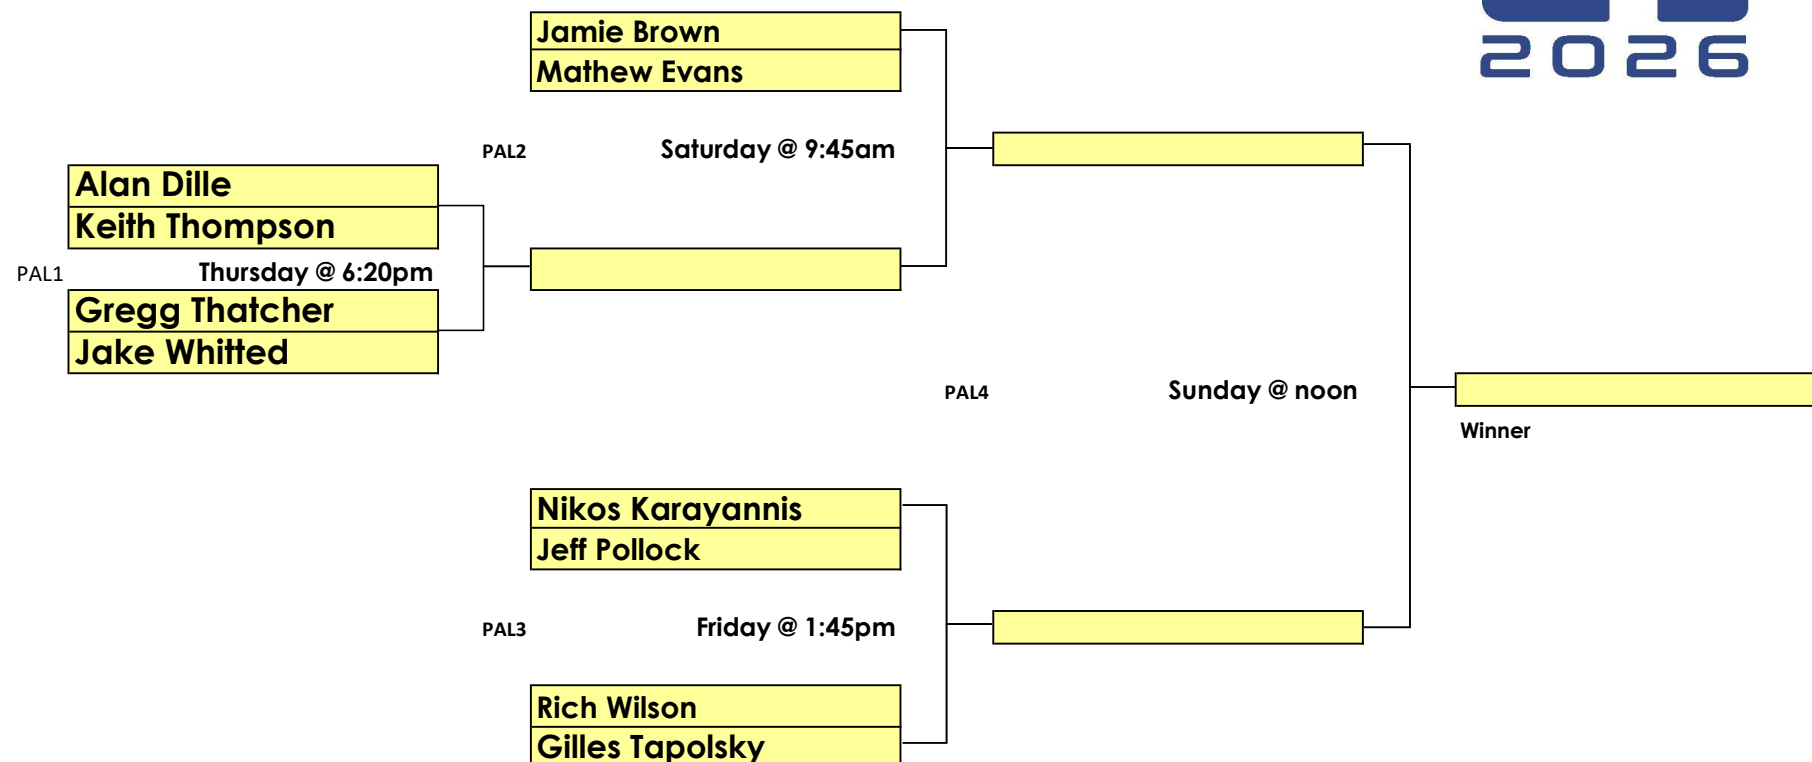 2026
Jamie Brown
Mathew Evans
PAL2 Saturday @ 9:45am
Alan Dille
Keith Thompson
PAL1 Thursday @ 6:20pm
Gregg Thatcher
Jake Whitted
PAL4 Sunday @ noon
Winner
Nikos Karayannis
Jeff Pollock
PAL3 Friday @ 1:45pm
Rich Wilson
Gilles Tapolsky